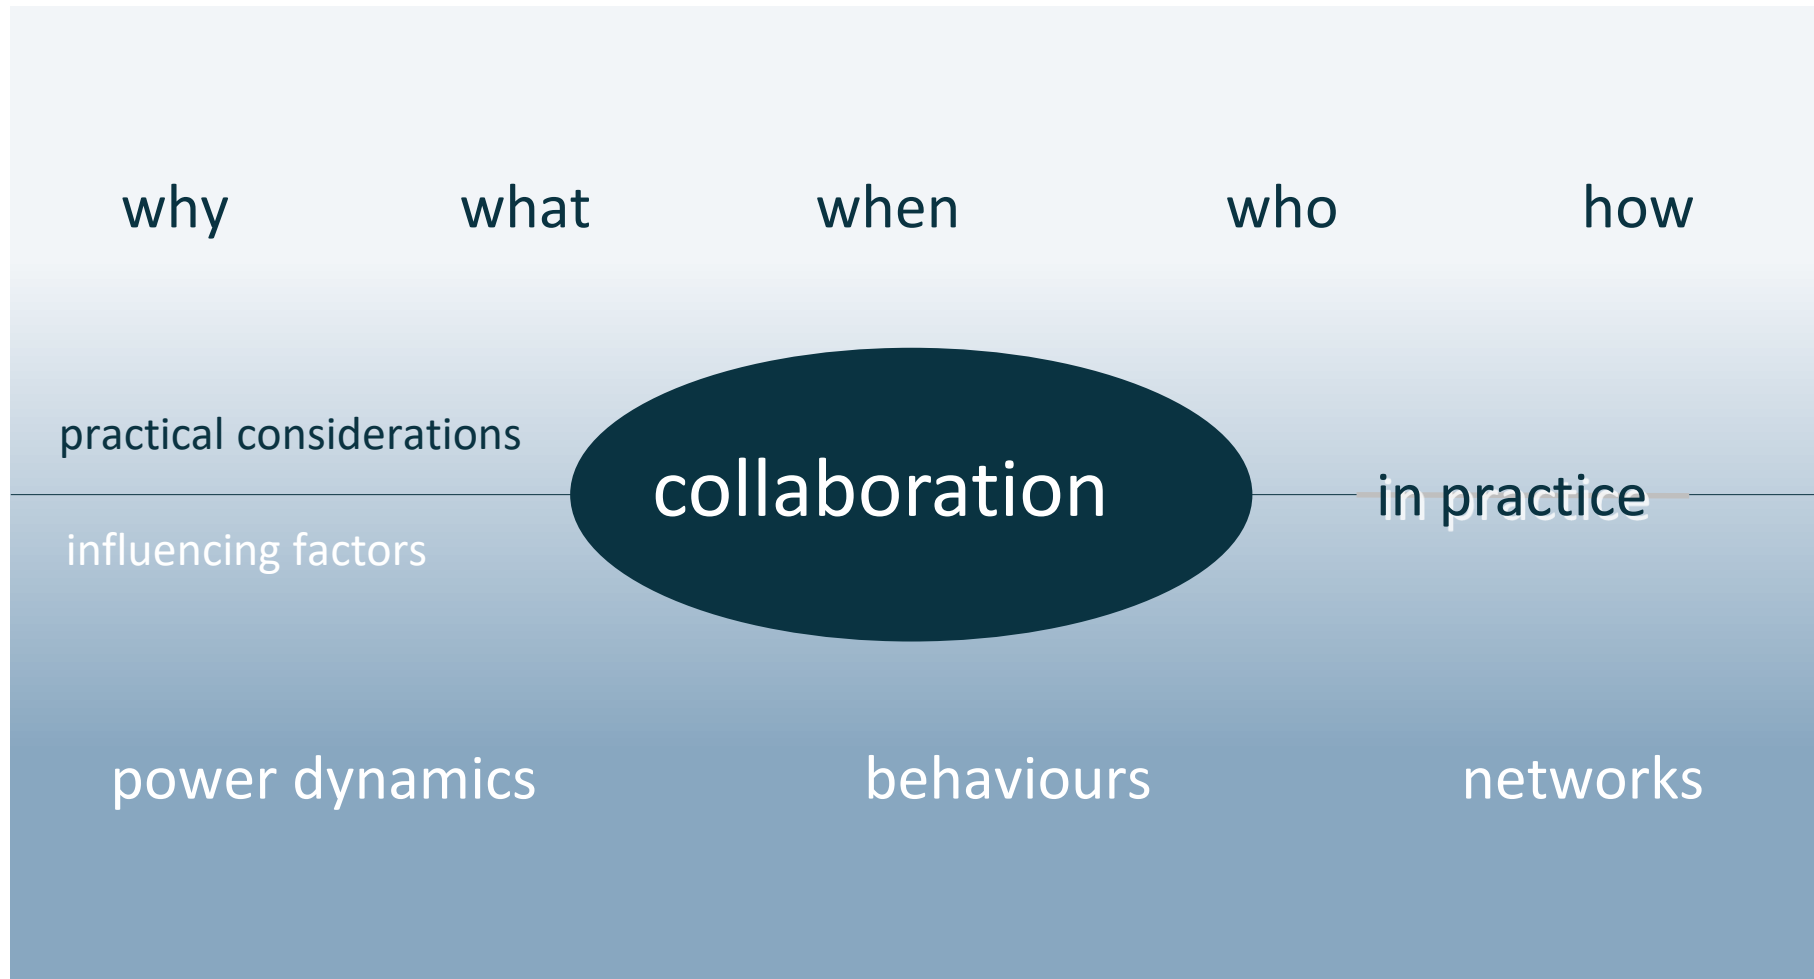 why what when who how
practical considerations
collaboration
in practice
influencing factors
power dynamics behaviours networks